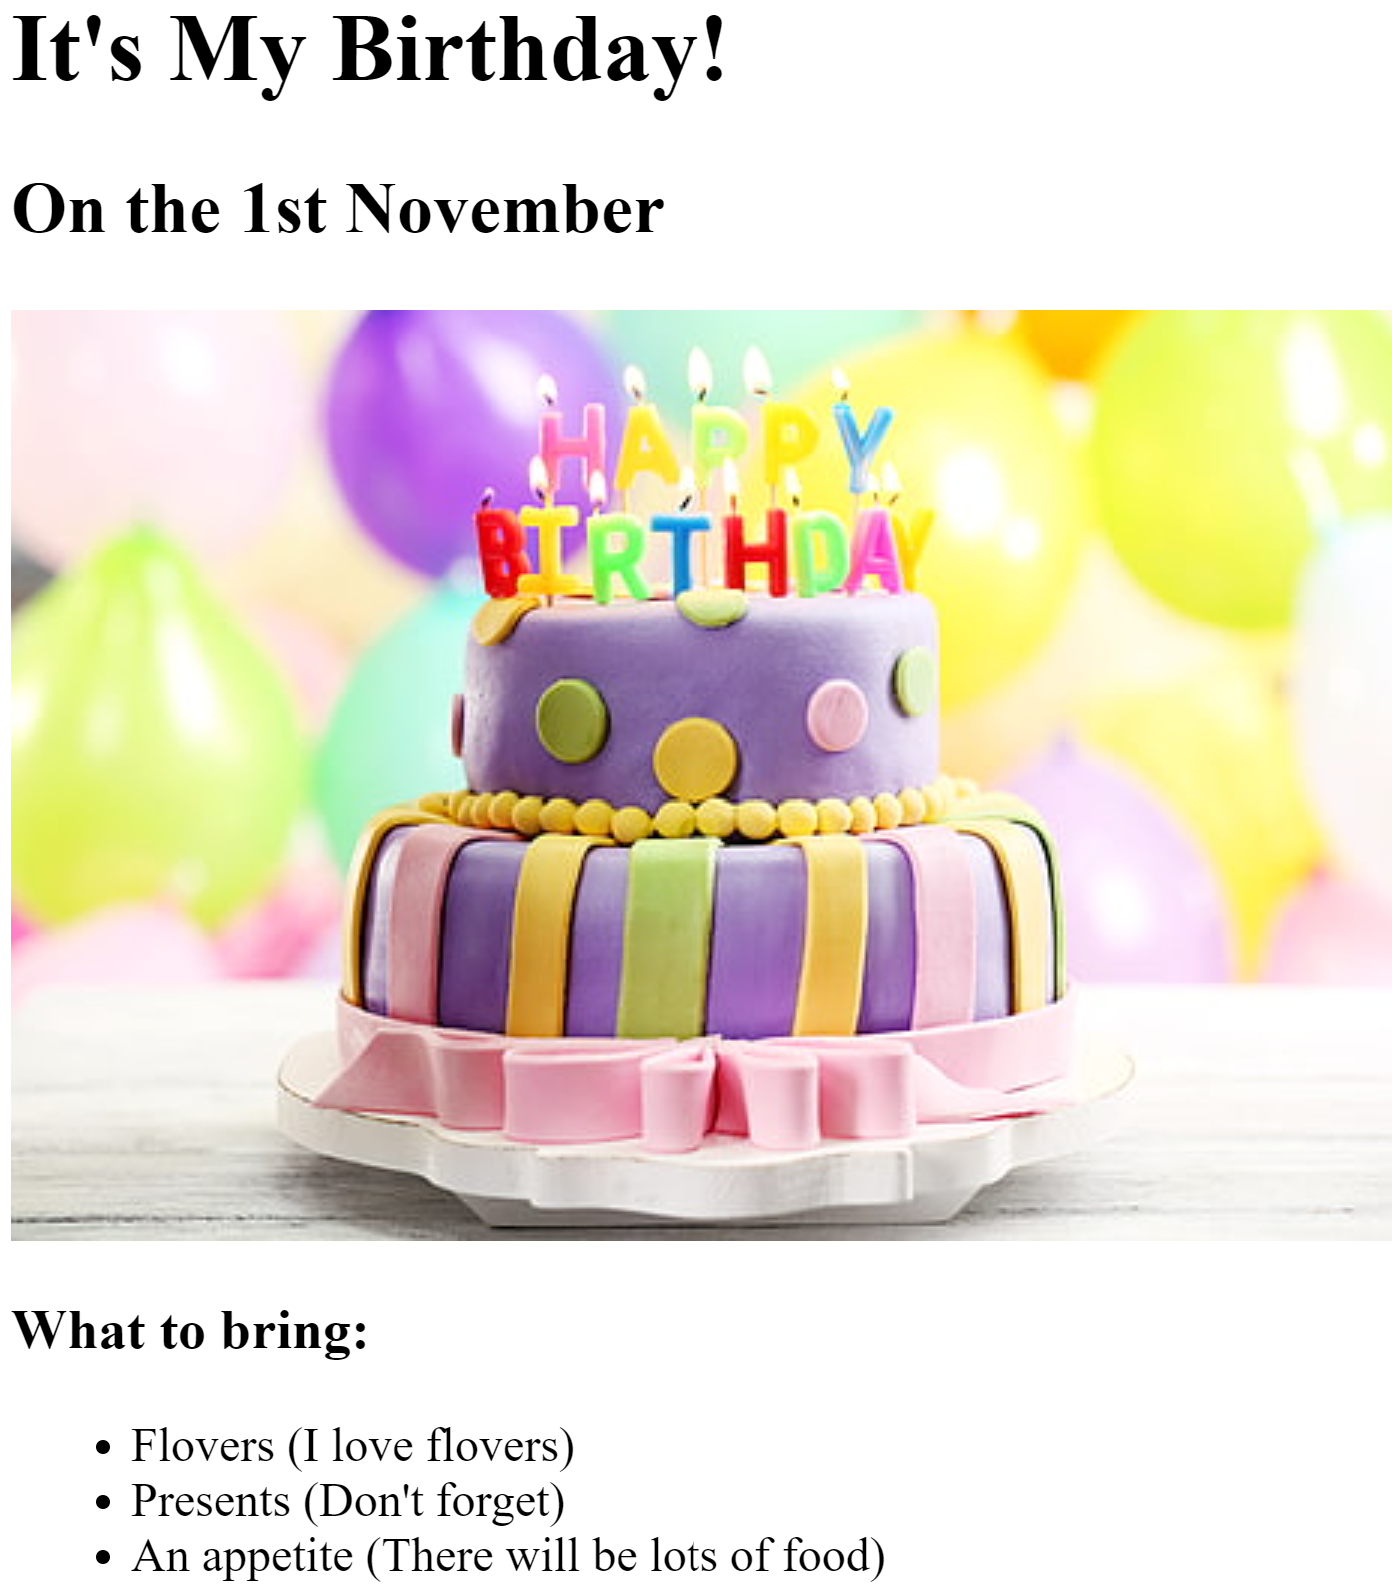 It's My Birthday!
On the 1st November
HAPPY
BIRTHDAY
What to bring:
• Flovers (I love flovers)
• Presents (Don't forget)
• An appetite (There will be lots of food)